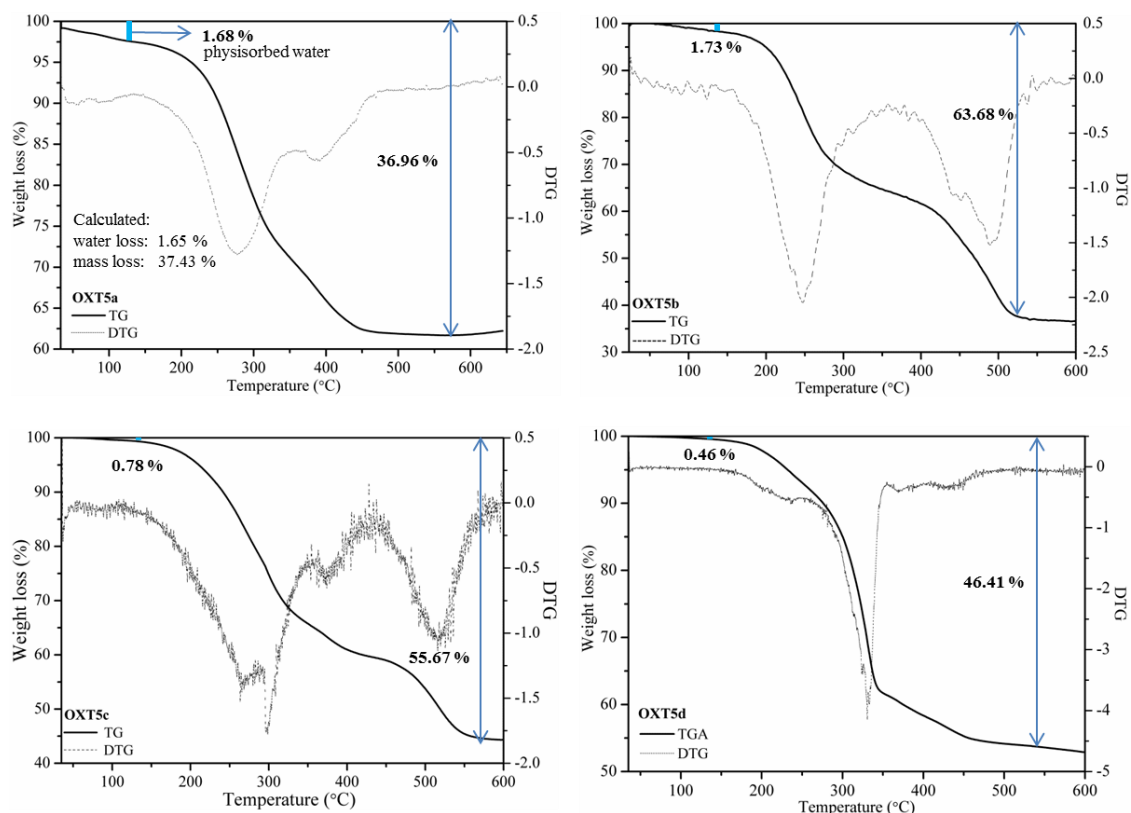 100
95
90
85
80
75
70
65
60
Weight loss (%)
1.68 %
physisorbed water
36.96 %
Calculated:
water loss: 1.65 %
mass loss: 37.43 %
OXT5a
TG
DTG
0.5
0.0
-0.5
-1.0
-1.5
-2.0
DTG
100 200 300 400 500 600
Temperature (°C)
100
90
80
70
60
50
40
30
Weight loss (%)
1.73 %
63.68 %
OXT5b
TG
DTG
0.5
0.0
-0.5
-1.0
-1.5
-2.0
-2.5
DTG
100 200 300 400 500 600
Temperature (°C)
100
90
80
70
60
50
40
Weight loss (%)
0.78 %
55.67 %
OXT5c
TG
DTG
0.5
0.0
-0.5
-1.0
-1.5
-2.0
DTG
100 200 300 400 500 600
Temperature (°C)
100
90
80
70
60
50
Weight loss (%)
0.46 %
46.41 %
OXT5d
TGA
DTG
0
-1
-2
-3
-4
-5
DTG
100 200 300 400 500 600
Temperature (°C)